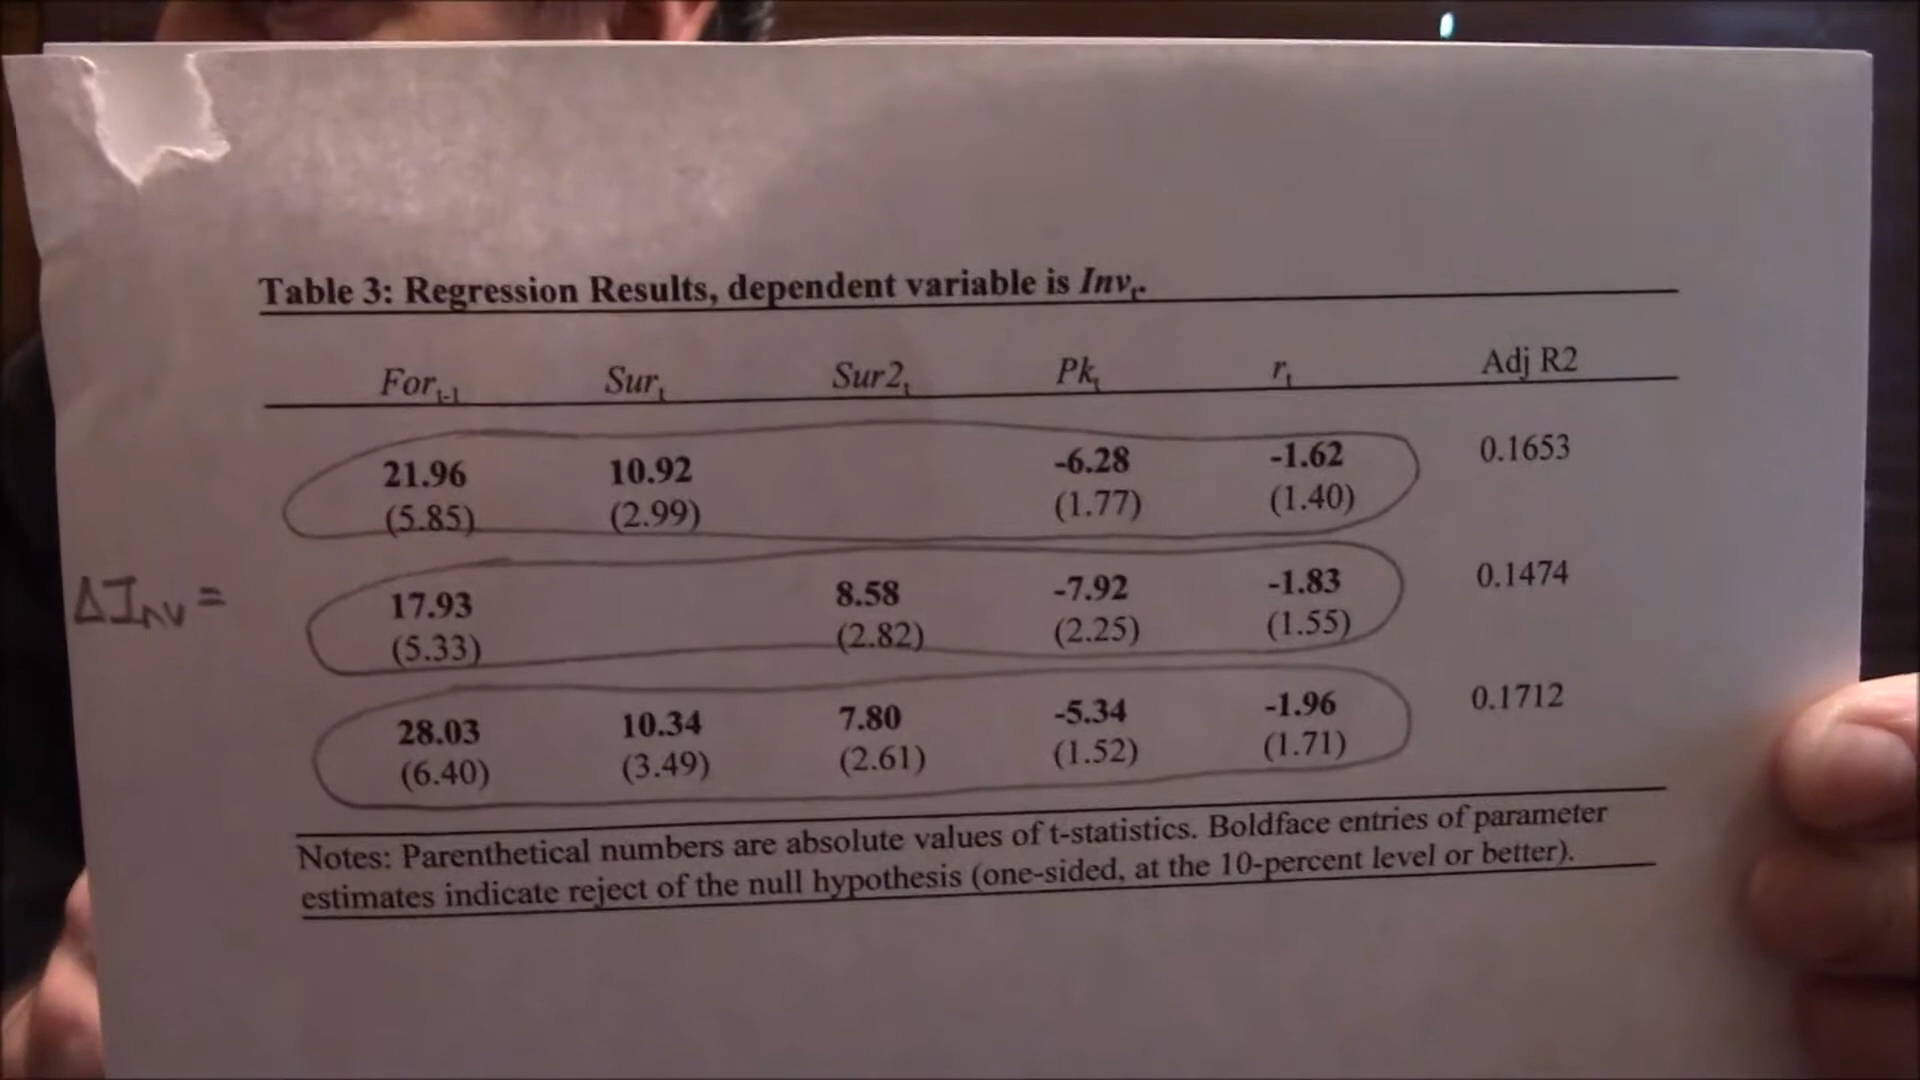 Table 3: Regression Results, dependent variable is Invₜ.
Forₜ₋₁ Surₜ Sur2ₜ Pkₜ rₜ Adj R2
21.96 10.92 -6.28 -1.62 0.1653
(5.85) (2.99) (1.77) (1.40)
ΔInv =
17.93 8.58 -7.92 -1.83 0.1474
(5.33) (2.82) (2.25) (1.55)
28.03 10.34 7.80 -5.34 -1.96 0.1712
(6.40) (3.49) (2.61) (1.52) (1.71)
Notes: Parenthetical numbers are absolute values of t-statistics. Boldface entries of parameter
estimates indicate reject of the null hypothesis (one-sided, at the 10-percent level or better).